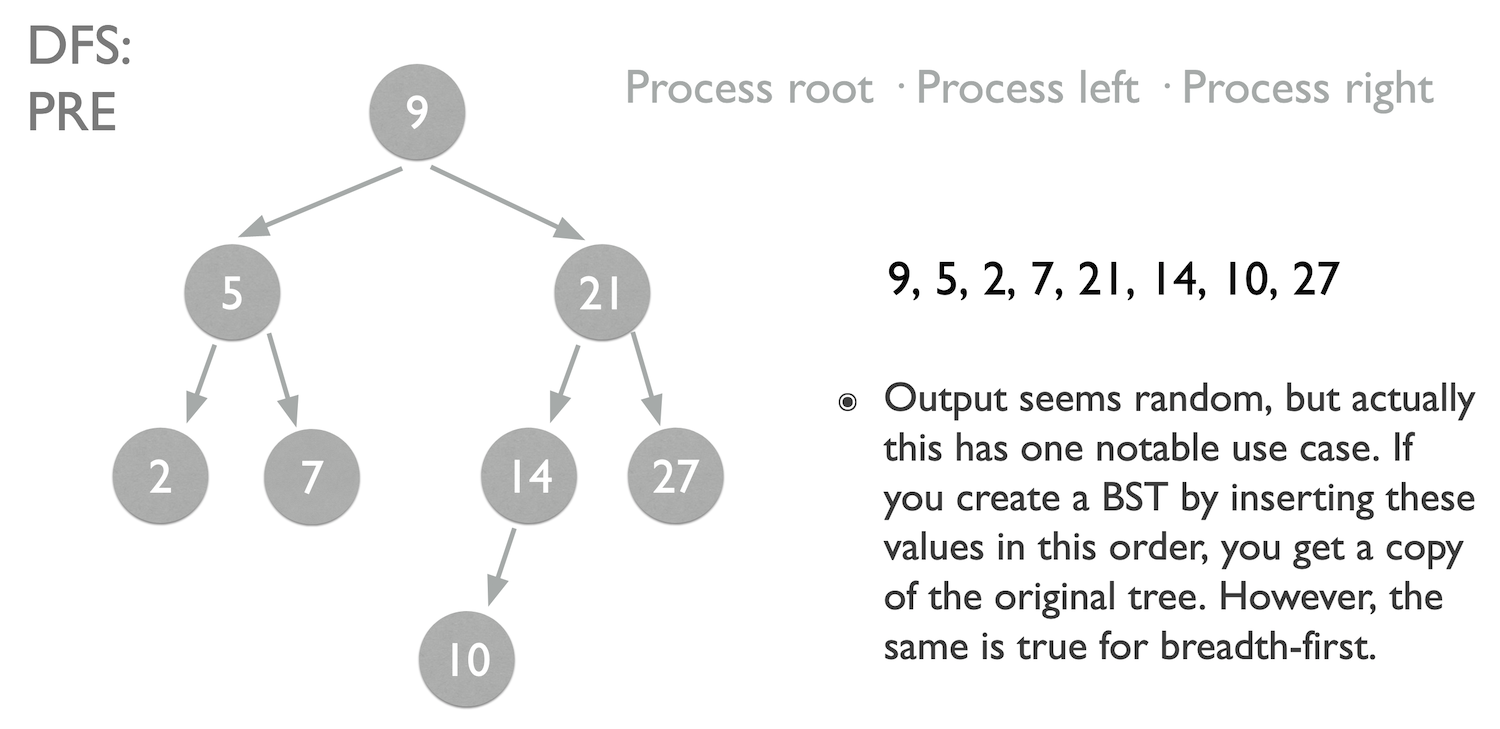 DFS:
PRE
Process root · Process left · Process right
9
5
21
2
7
14
27
10
9, 5, 2, 7, 21, 14, 10, 27
Output seems random, but actually
this has one notable use case. If
you create a BST by inserting these
values in this order, you get a copy
of the original tree. However, the
same is true for breadth-first.